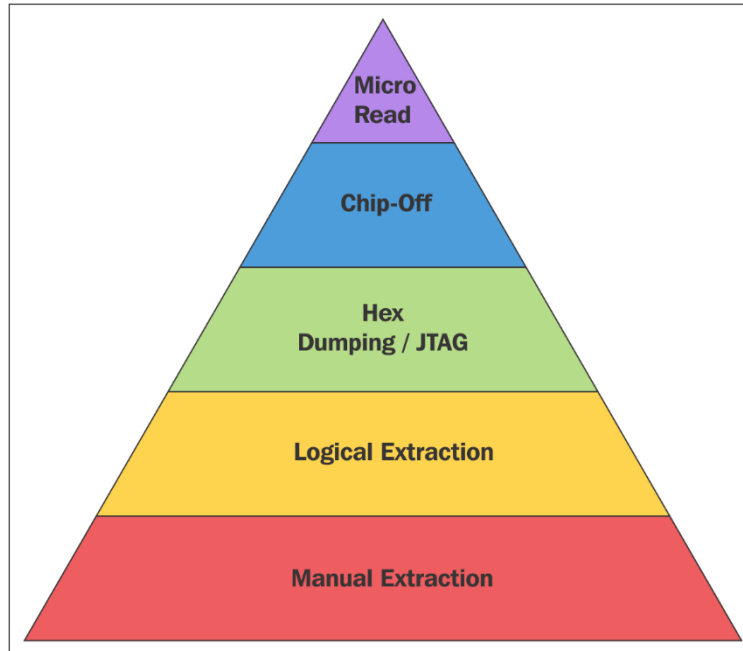 Micro
Read
Chip-Off
Hex
Dumping / JTAG
Logical Extraction
Manual Extraction